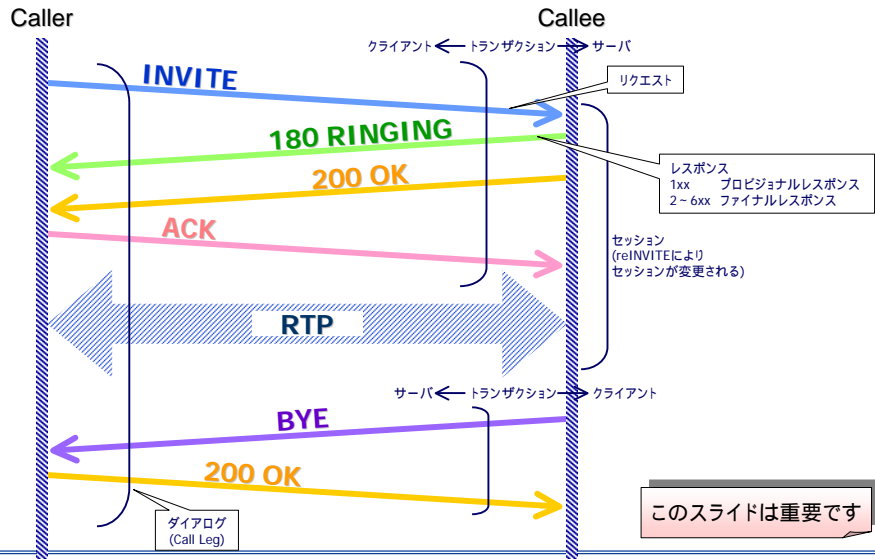 Caller
Callee
クライアント
トランザクション
サーバ
INVITE
リクエスト
180 RINGING
レスポンス
1xx プロビジョナルレスポンス
2～6xx ファイナルレスポンス
200 OK
ACK
セッション
(reINVITEにより
セッションが変更される)
RTP
サーバ
トランザクション
クライアント
BYE
200 OK
ダイアログ
(Call Leg)
このスライドは重要です